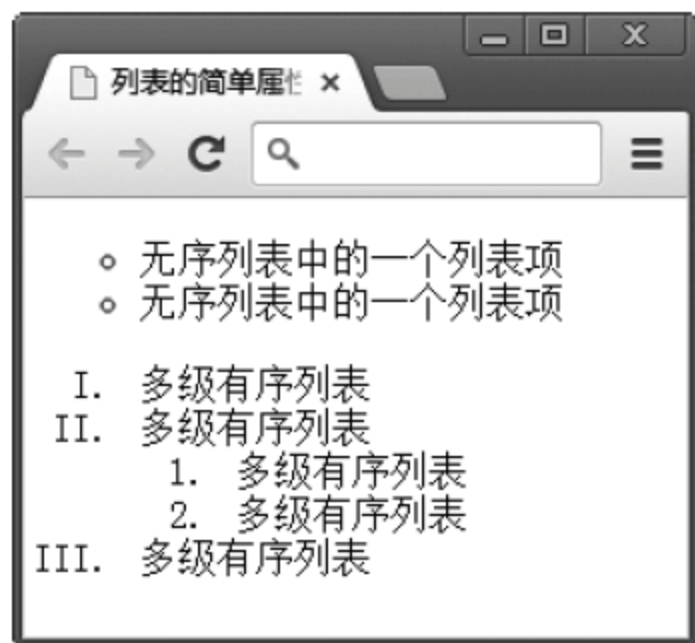 列表的简单属性
无序列表中的一个列表项
无序列表中的一个列表项
I. 多级有序列表
II. 多级有序列表
1. 多级有序列表
2. 多级有序列表
III. 多级有序列表